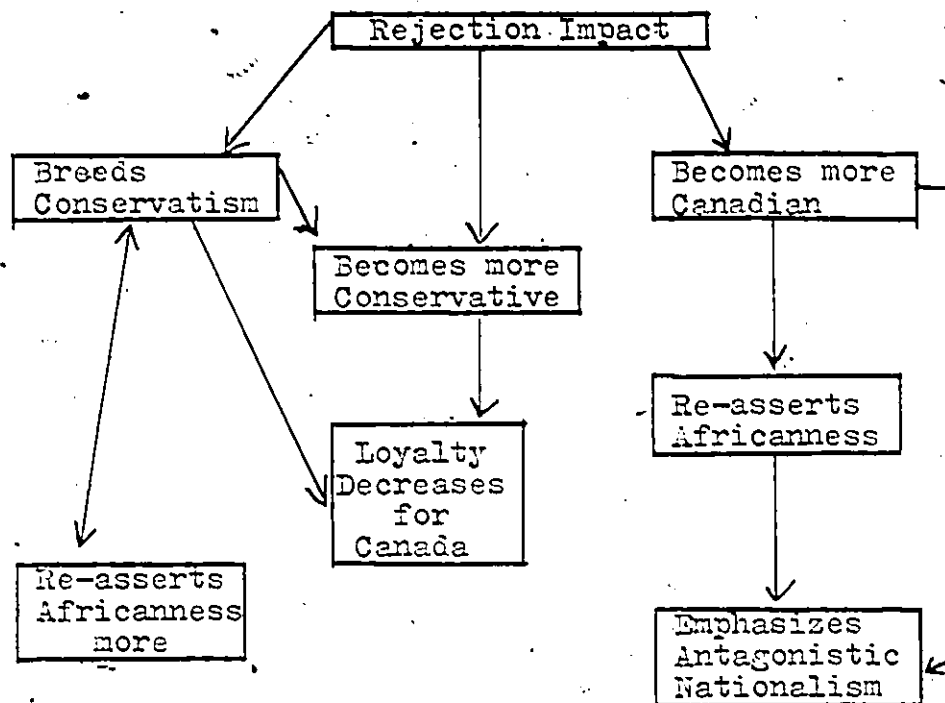 Rejection Impact
Breeds
Conservatism
Becomes more
Canadian
Becomes more
Conservative
Re-asserts
Africanness
Loyalty
Decreases
for
Canada
Re-asserts
Africanness
more
Emphasizes
Antagonistic
Nationalism